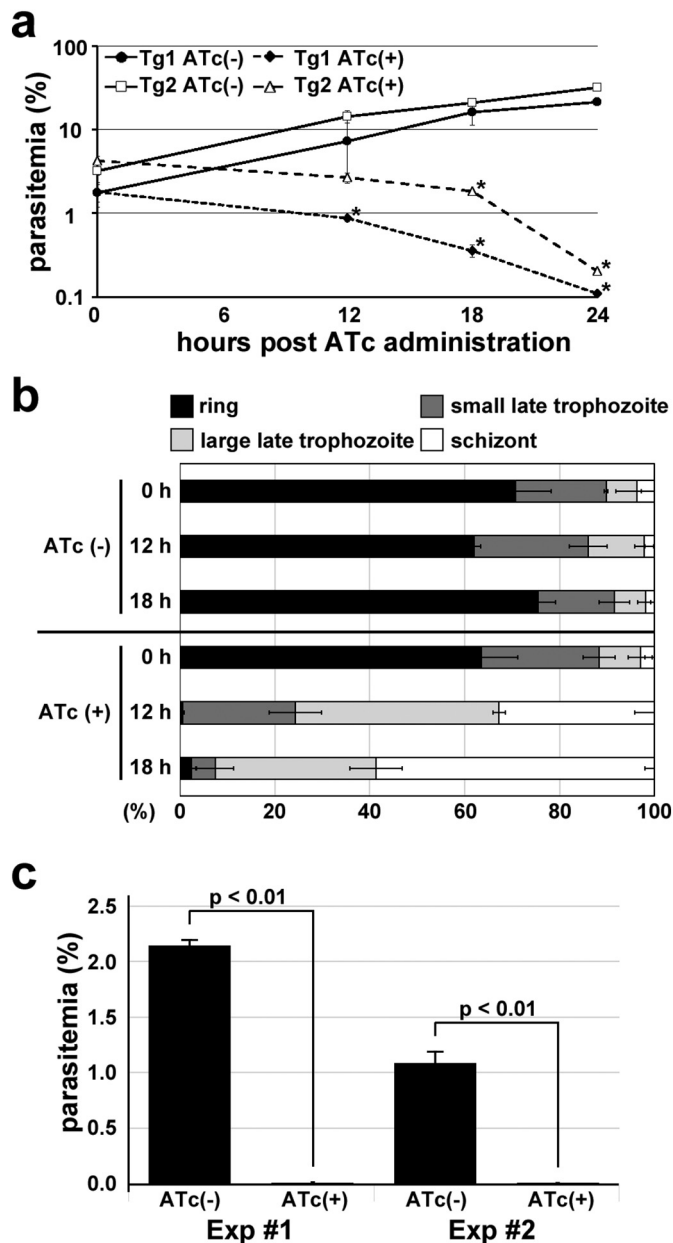 a
100
10
1
0.1
parasitemia (%)
Tg1 ATc(-) Tg1 ATc(+)
Tg2 ATc(-) Tg2 ATc(+)
* * * * *
0 6 12 18 24
hours post ATc administration
b
ring small late trophozoite
large late trophozoite schizont
ATc (-)
0 h
12 h
18 h
ATc (+)
0 h
12 h
18 h
(%) 0 20 40 60 80 100
c
parasitemia (%)
2.5
2.0
1.5
1.0
0.5
0.0
p < 0.01
p < 0.01
ATc(-) ATc(+) ATc(-) ATc(+)
Exp #1 Exp #2